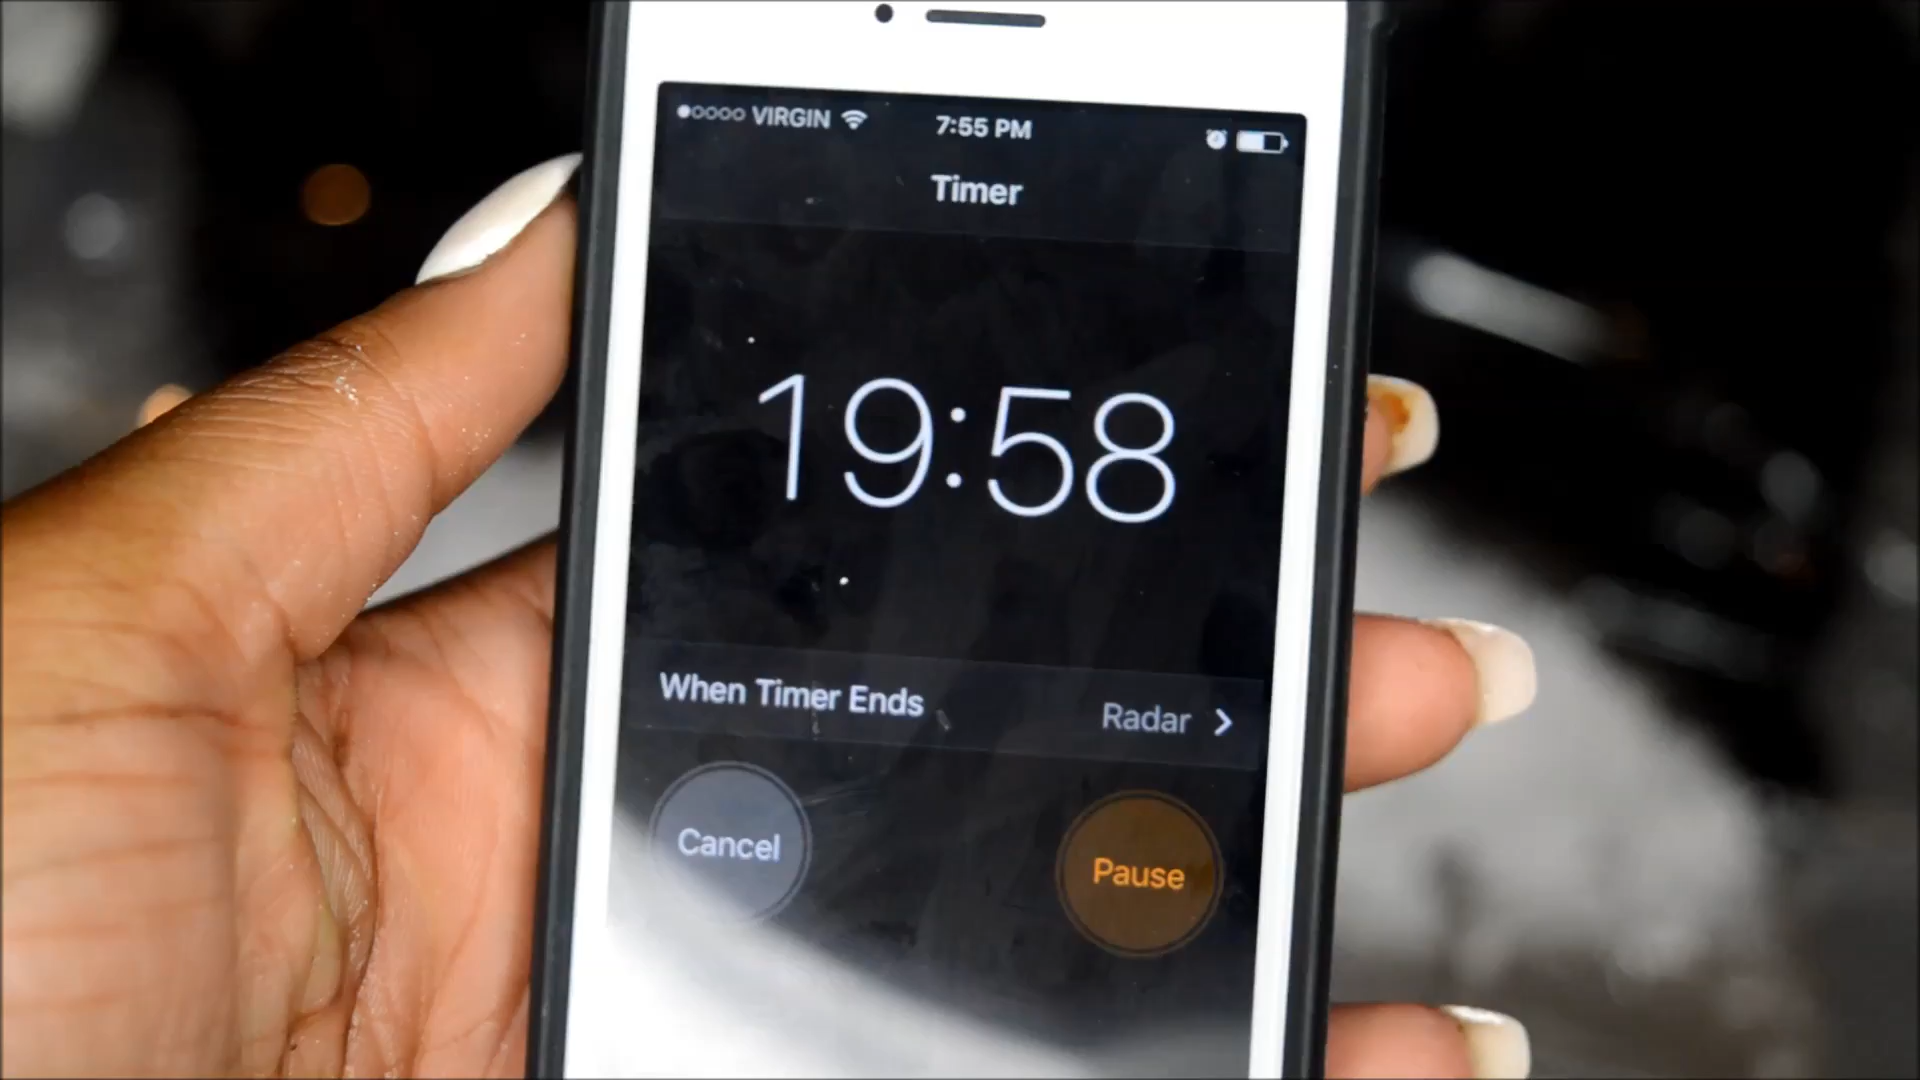 VIRGIN 7:55 PM
Timer
19:58
When Timer Ends Radar
Cancel Pause